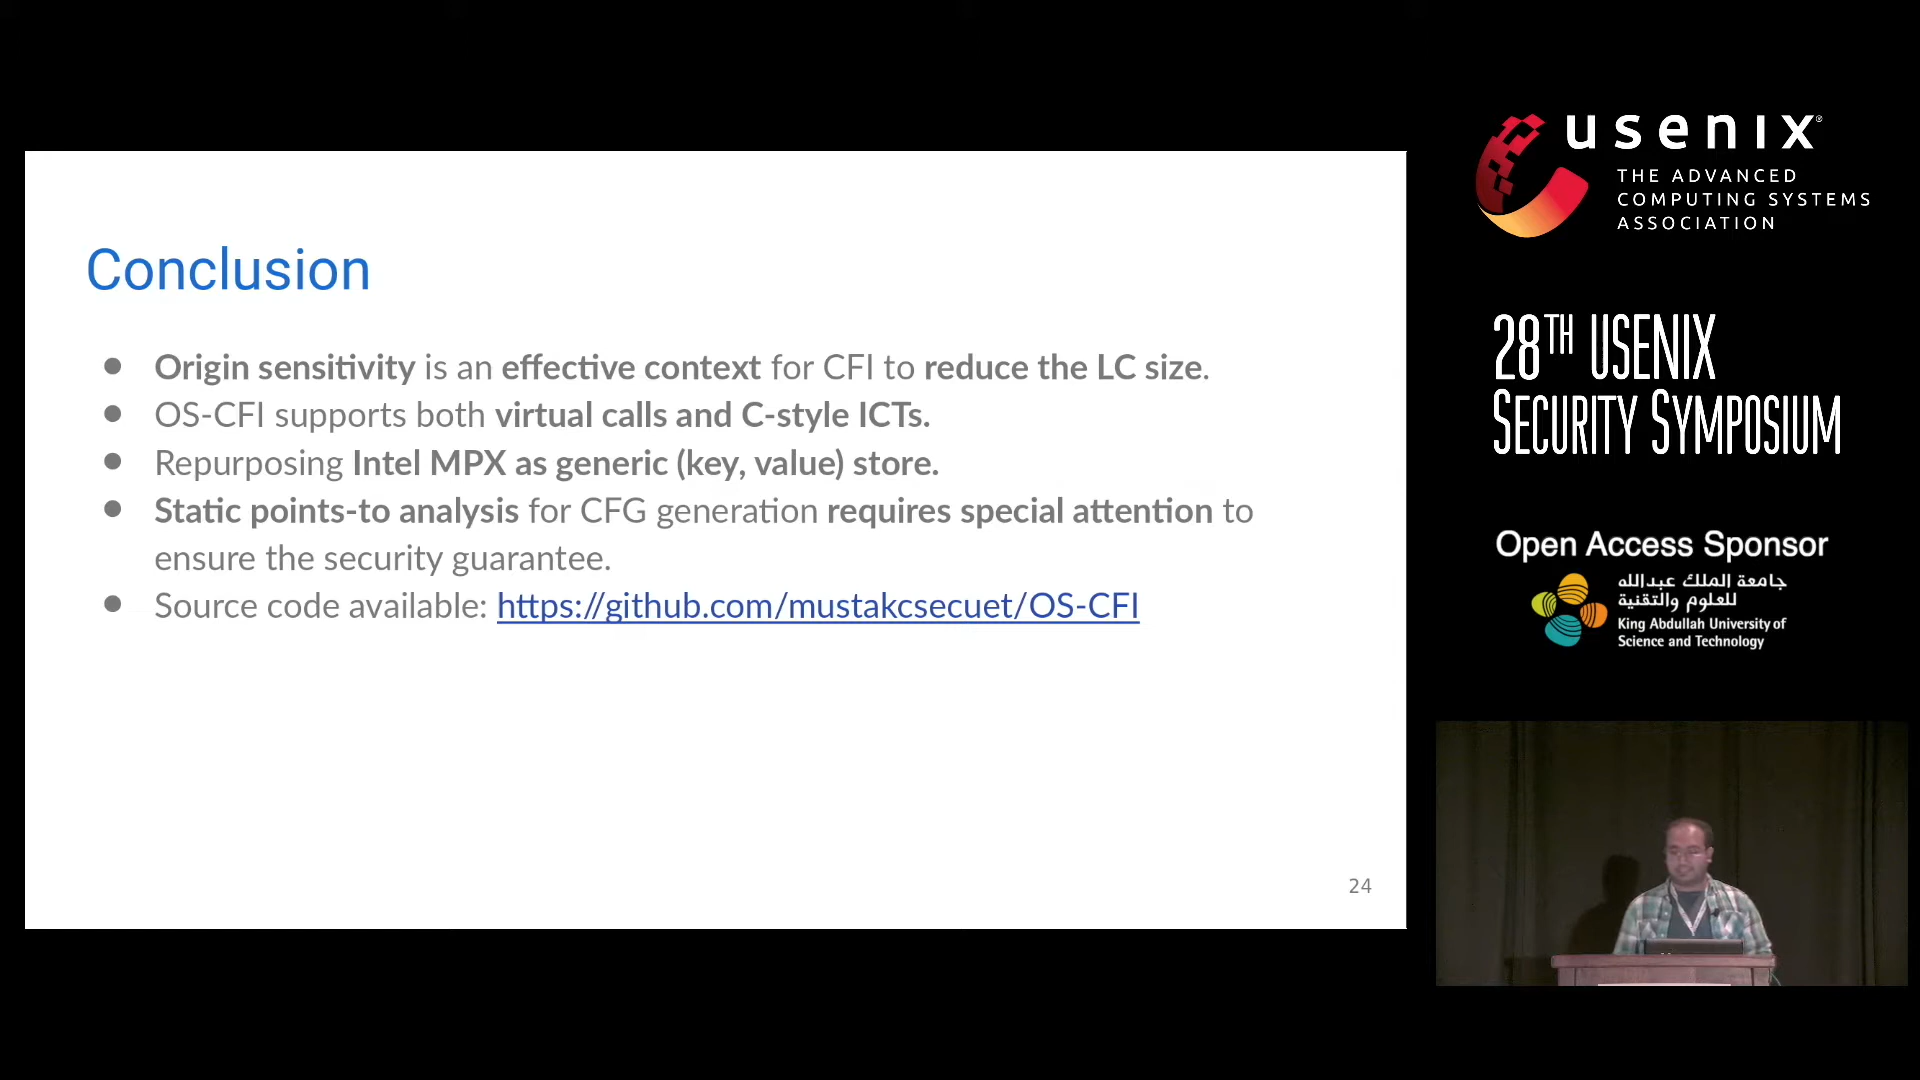 Conclusion
● Origin sensitivity is an effective context for CFI to reduce the LC size.
● OS-CFI supports both virtual calls and C-style ICTs.
● Repurposing Intel MPX as generic (key, value) store.
● Static points-to analysis for CFG generation requires special attention to
ensure the security guarantee.
● Source code available: https://github.com/mustakcsecuet/OS-CFI
24
usenix®
THE ADVANCED
COMPUTING SYSTEMS
ASSOCIATION
28TH USENIX
SECURITY SYMPOSIUM
Open Access Sponsor
جامعة الملك عبدالله
للعلوم والتقنية
King Abdullah University of
Science and Technology